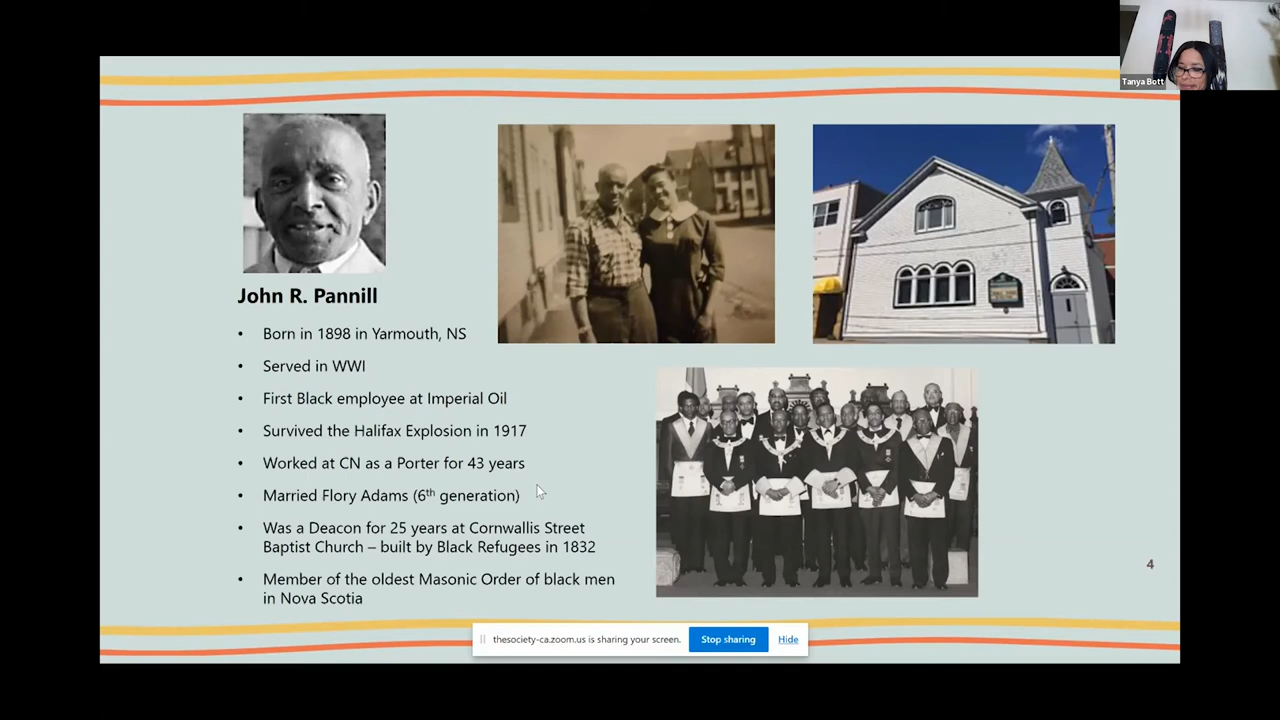 Tanya Bott
John R. Pannill
• Born in 1898 in Yarmouth, NS
• Served in WWI
• First Black employee at Imperial Oil
• Survived the Halifax Explosion in 1917
• Worked at CN as a Porter for 43 years
• Married Flory Adams (6th generation)
• Was a Deacon for 25 years at Cornwallis Street
Baptist Church – built by Black Refugees in 1832
• Member of the oldest Masonic Order of black men
in Nova Scotia
4
thesociety-ca.zoom.us is sharing your screen.
Stop sharing
Hide